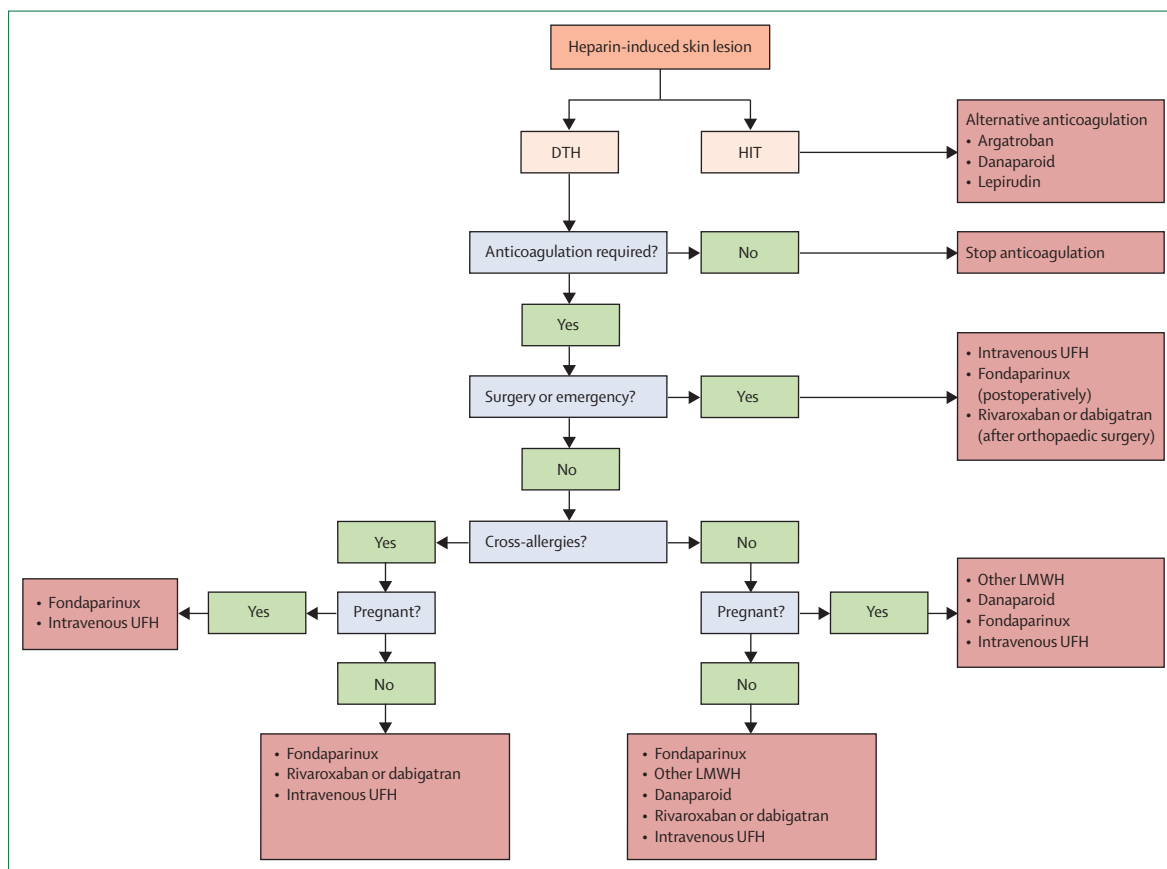 Heparin-induced skin lesion
DTH
HIT
Alternative anticoagulation
• Argatroban
• Danaparoid
• Lepirudin
Anticoagulation required?
No
Stop anticoagulation
Yes
Surgery or emergency?
Yes
• Intravenous UFH
• Fondaparinux
(postoperatively)
• Rivaroxaban or dabigatran
(after orthopaedic surgery)
No
Yes
Cross-allergies?
No
• Fondaparinux
• Intravenous UFH
Yes
Pregnant?
Pregnant?
Yes
• Other LMWH
• Danaparoid
• Fondaparinux
• Intravenous UFH
No
No
• Fondaparinux
• Rivaroxaban or dabigatran
• Intravenous UFH
• Fondaparinux
• Other LMWH
• Danaparoid
• Rivaroxaban or dabigatran
• Intravenous UFH